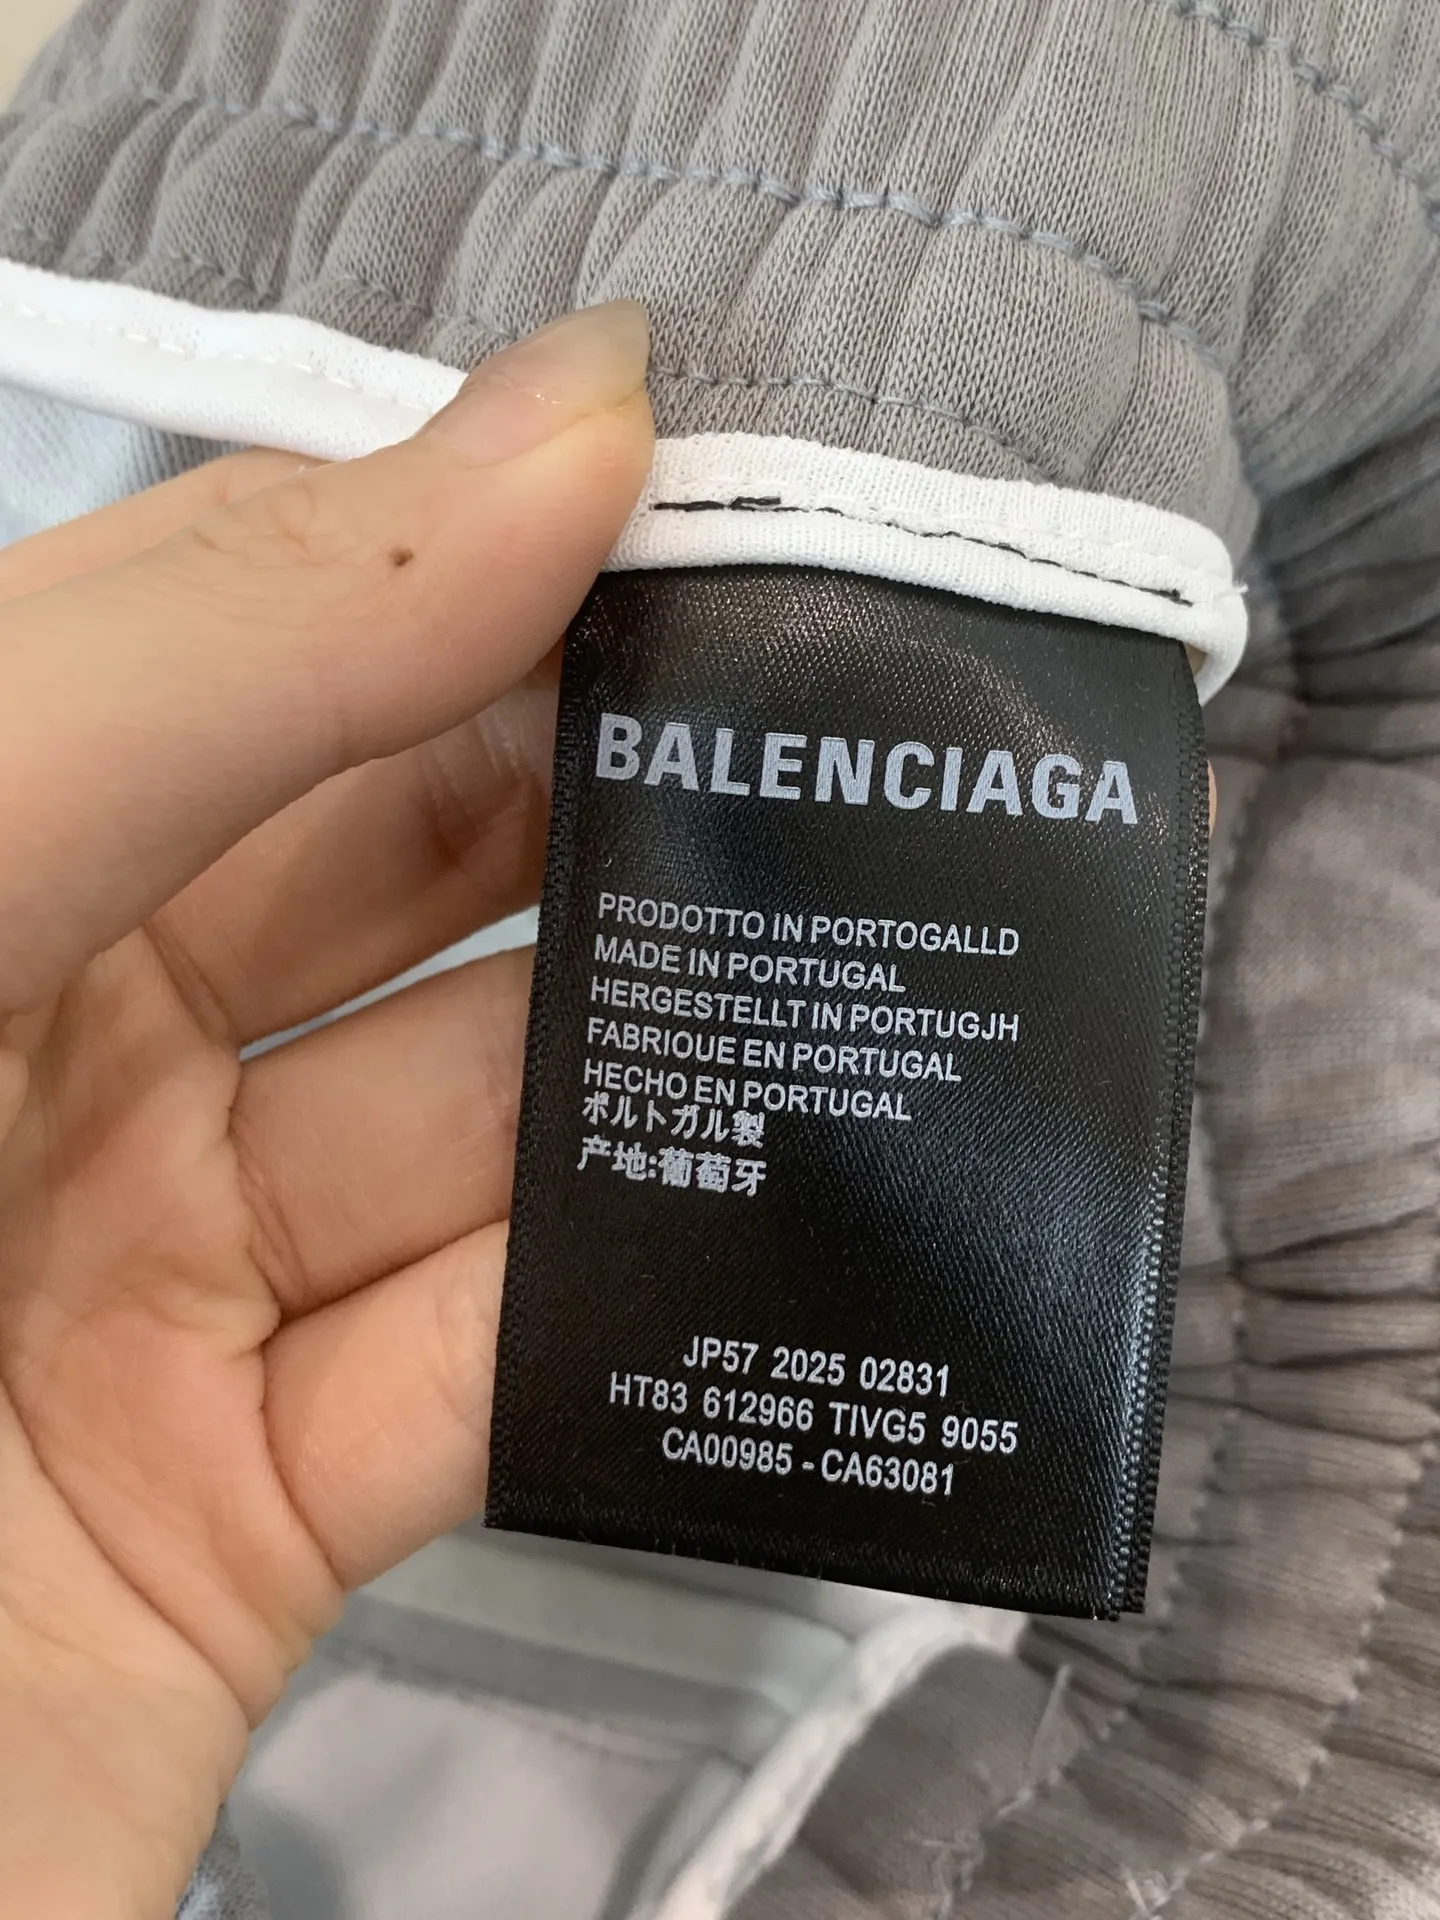 BALENCIAGA
PRODOTTO IN PORTOGALLD
MADE IN PORTUGAL
HERGESTELLT IN PORTUGJH
FABRIOUE EN PORTUGAL
HECHO EN PORTUGAL
ポルトガル製
产地:葡萄牙
JP57 2025 02831
HT83 612966 TIVG5 9055
CA00985 - CA63081